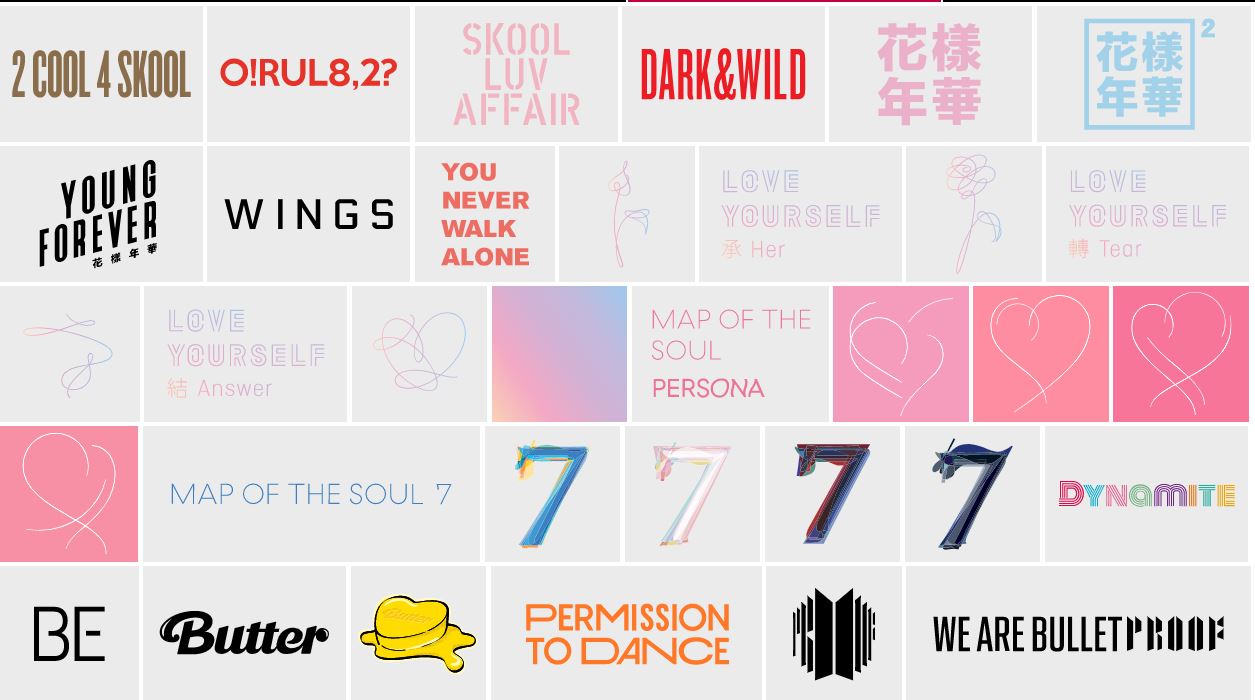 2 COOL 4 SKOOL
O!RUL8,2?
SKOOL
LUV
AFFAIR
DARK&WILD
花樣
年華
花樣
年華
2
YOUNG
FOREVER
花樣年華
WINGS
YOU
NEVER
WALK
ALONE
LOVE
YOURSELF
承 Her
LOVE
YOURSELF
轉 Tear
LOVE
YOURSELF
結 Answer
MAP OF THE
SOUL
PERSONA
MAP OF THE SOUL 7
7
7
7
7
DYNAMITE
BE
Butter
Butter
PERMISSION
TO DANCE
WE ARE BULLETPROOF